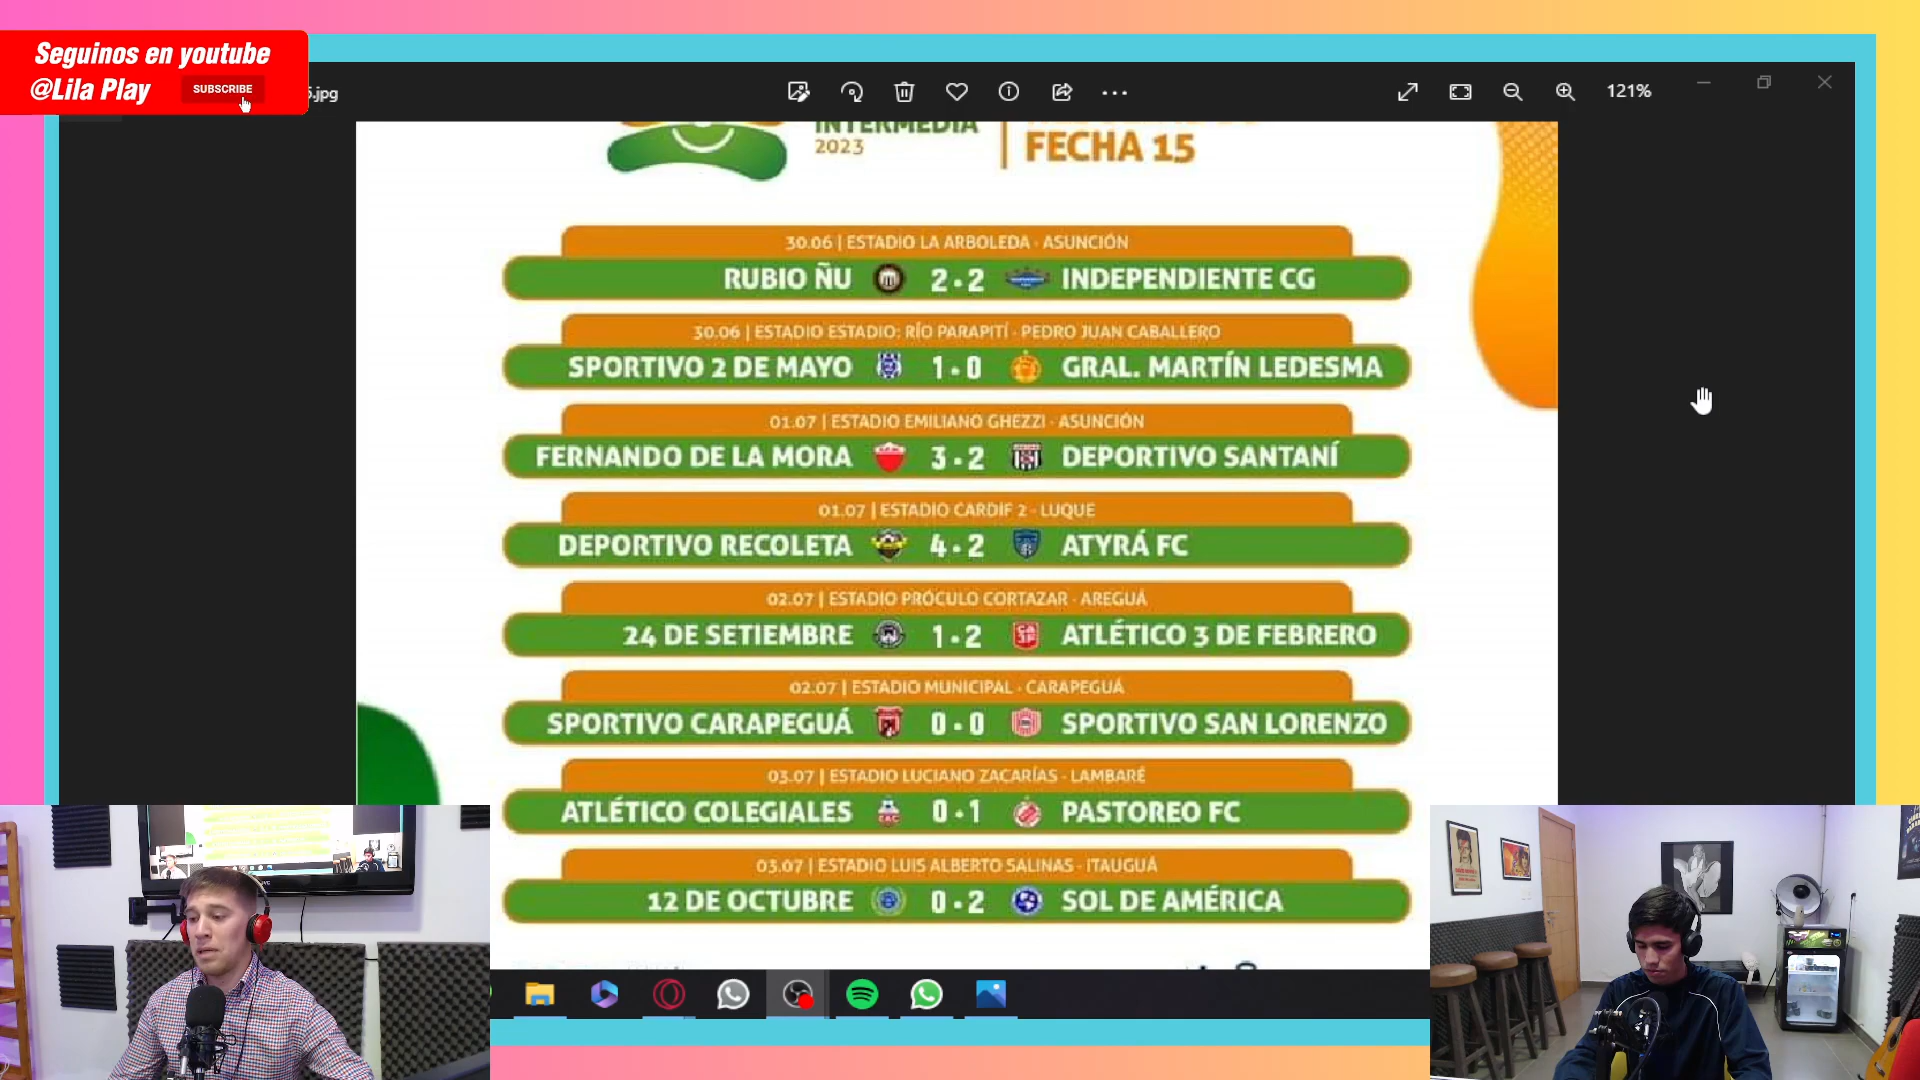 Seguinos en youtube
@Lila Play
SUBSCRIBE
.jpg
121%
INTERMEDIA
2023
FECHA 15
30.06 | ESTADIO LA ARBOLEDA - ASUNCIÓN
RUBIO ÑU 2 - 2 INDEPENDIENTE CG
30.06 | ESTADIO ESTADIO: RÍO PARAPITÍ - PEDRO JUAN CABALLERO
SPORTIVO 2 DE MAYO 1 - 0 GRAL. MARTÍN LEDESMA
01.07 | ESTADIO EMILIANO GHEZZI - ASUNCIÓN
FERNANDO DE LA MORA 3 - 2 DEPORTIVO SANTANÍ
01.07 | ESTADIO CARDIF 2 - LUQUE
DEPORTIVO RECOLETA 4 - 2 ATYRÁ FC
02.07 | ESTADIO PRÓCULO CORTAZAR - AREGUÁ
24 DE SETIEMBRE 1 - 2 ATLÉTICO 3 DE FEBRERO
02.07 | ESTADIO MUNICIPAL - CARAPEGUÁ
SPORTIVO CARAPEGUÁ 0 - 0 SPORTIVO SAN LORENZO
03.07 | ESTADIO LUCIANO ZACARÍAS - LAMBARÉ
ATLÉTICO COLEGIALES 0 - 1 PASTOREO FC
03.07 | ESTADIO LUIS ALBERTO SALINAS - ITAUGUÁ
12 DE OCTUBRE 0 - 2 SOL DE AMÉRICA